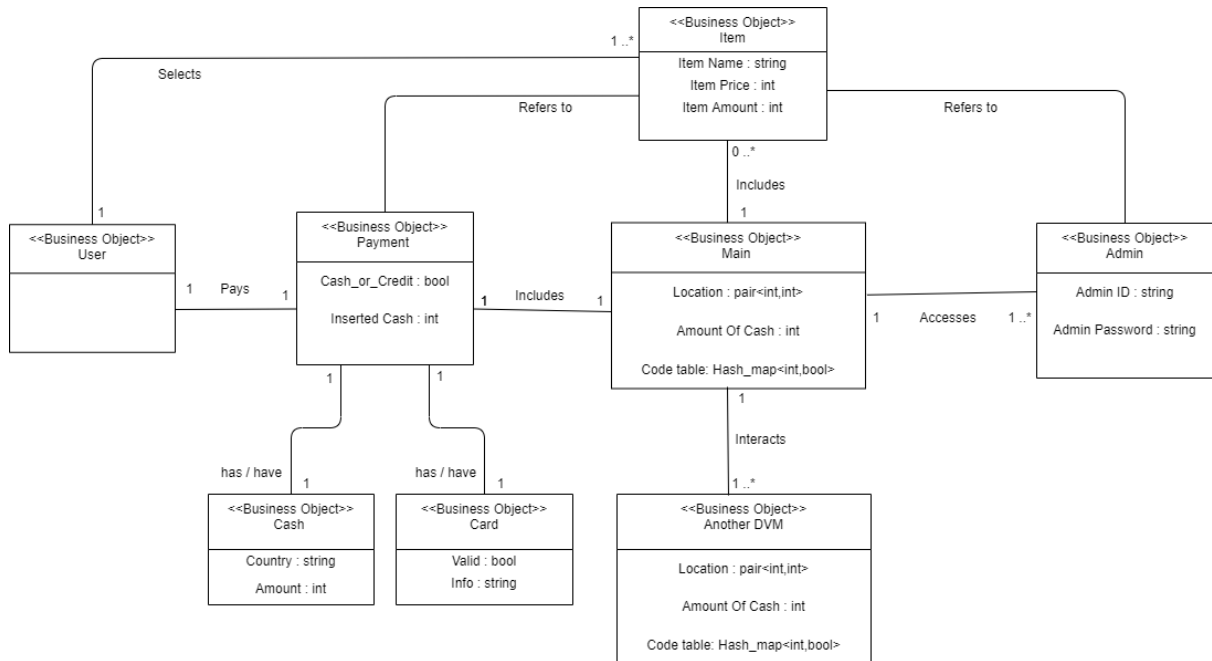 <<Business Object>>
Item
Item Name : string
Item Price : int
Item Amount : int
1 ..*
Selects
Refers to
Refers to
0 ..*
Includes
1
1
<<Business Object>>
User
1
Pays
1
<<Business Object>>
Payment
Cash_or_Credit : bool
Inserted Cash : int
1
Includes
1
<<Business Object>>
Main
Location : pair<int,int>
Amount Of Cash : int
Code table: Hash_map<int,bool>
1
Accesses
1 ..*
<<Business Object>>
Admin
Admin ID : string
Admin Password : string
1
1
has / have
1
has / have
1
1
Interacts
1..*
<<Business Object>>
Cash
Country : string
Amount : int
<<Business Object>>
Card
Valid : bool
Info : string
<<Business Object>>
Another DVM
Location : pair<int,int>
Amount Of Cash : int
Code table: Hash_map<int,bool>